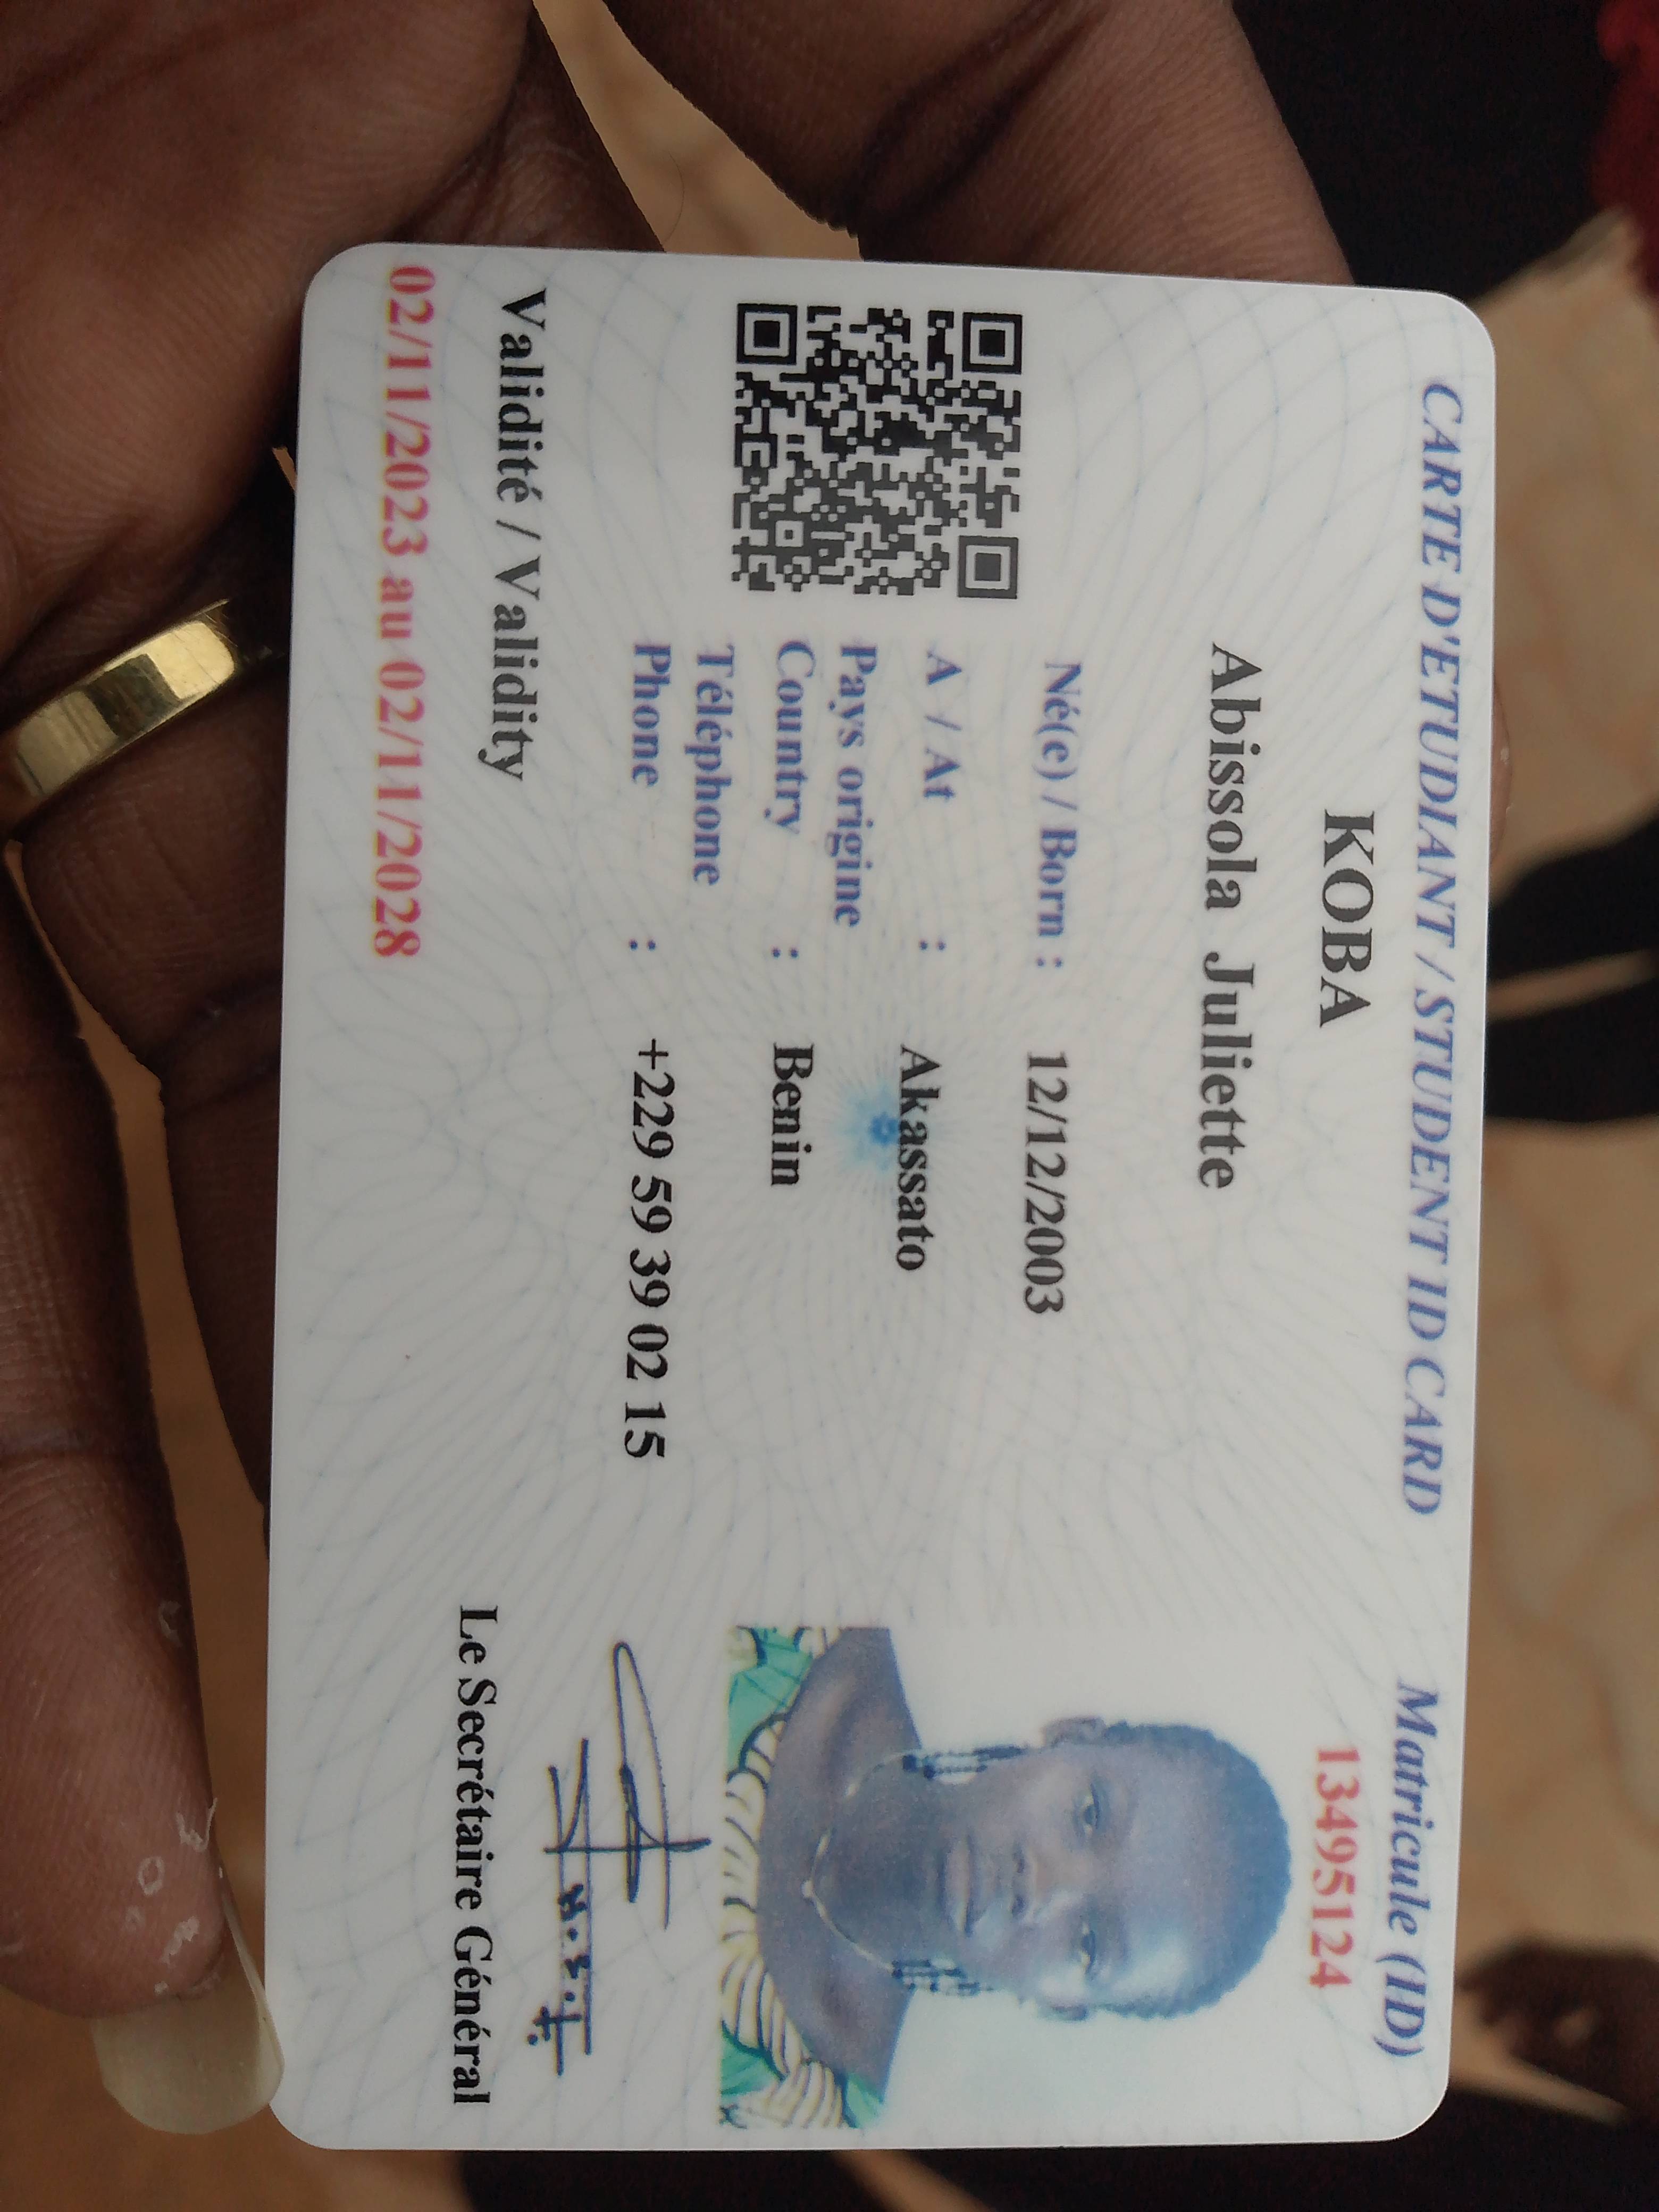 CARTE D'ETUDIANT / STUDENT ID CARD
Matricule (ID)
KOBA
13495124
Abissola Juliette
Né(e) / Born : 12/12/2003
A / At : Akassato
Pays origine
Country : Benin
Téléphone
Phone : +229 59 39 02 15
Validité / Validity
02/11/2023 au 02/11/2028
Le Secrétaire Général